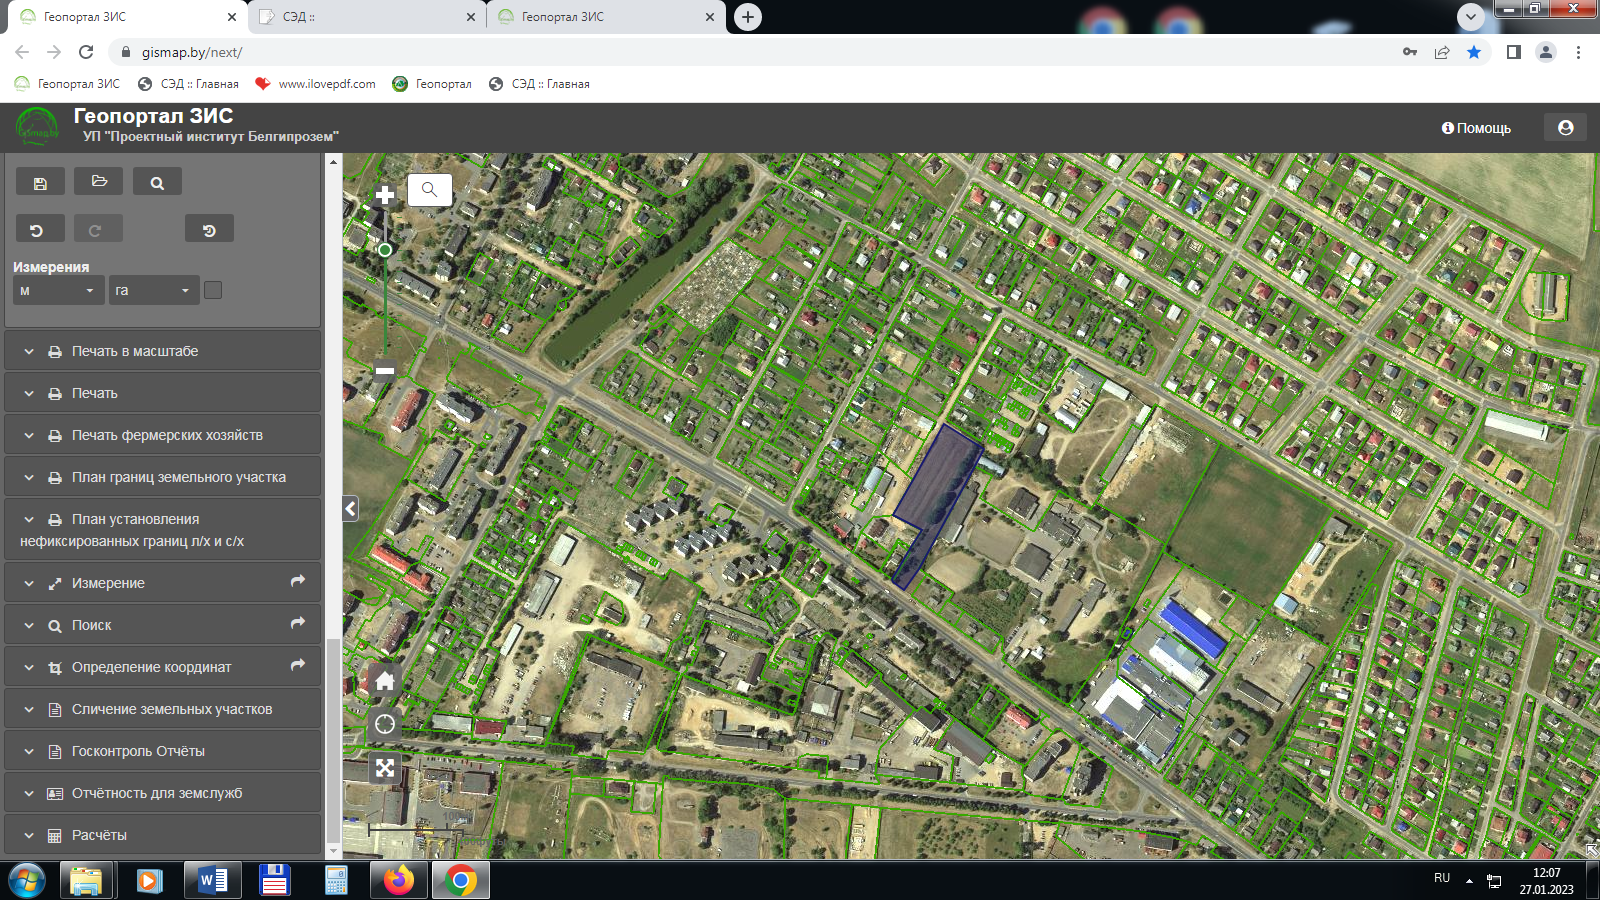 Геопортал ЗИС
СЭД ::
Геопортал ЗИС
gismap.by/next/
Геопортал ЗИС
СЭД :: Главная
www.ilovepdf.com
Геопортал
СЭД :: Главная
Геопортал ЗИС
УП "Проектный институт Белгипрозем"
Помощь
Измерения
м
га
Печать в масштабе
Печать
Печать фермерских хозяйств
План границ земельного участка
План установления
нефиксированных границ л/х и с/х
Измерение
Поиск
Определение координат
Сличение земельных участков
Госконтроль Отчёты
Отчётность для земслужб
Расчёты
RU
12:07
27.01.2023